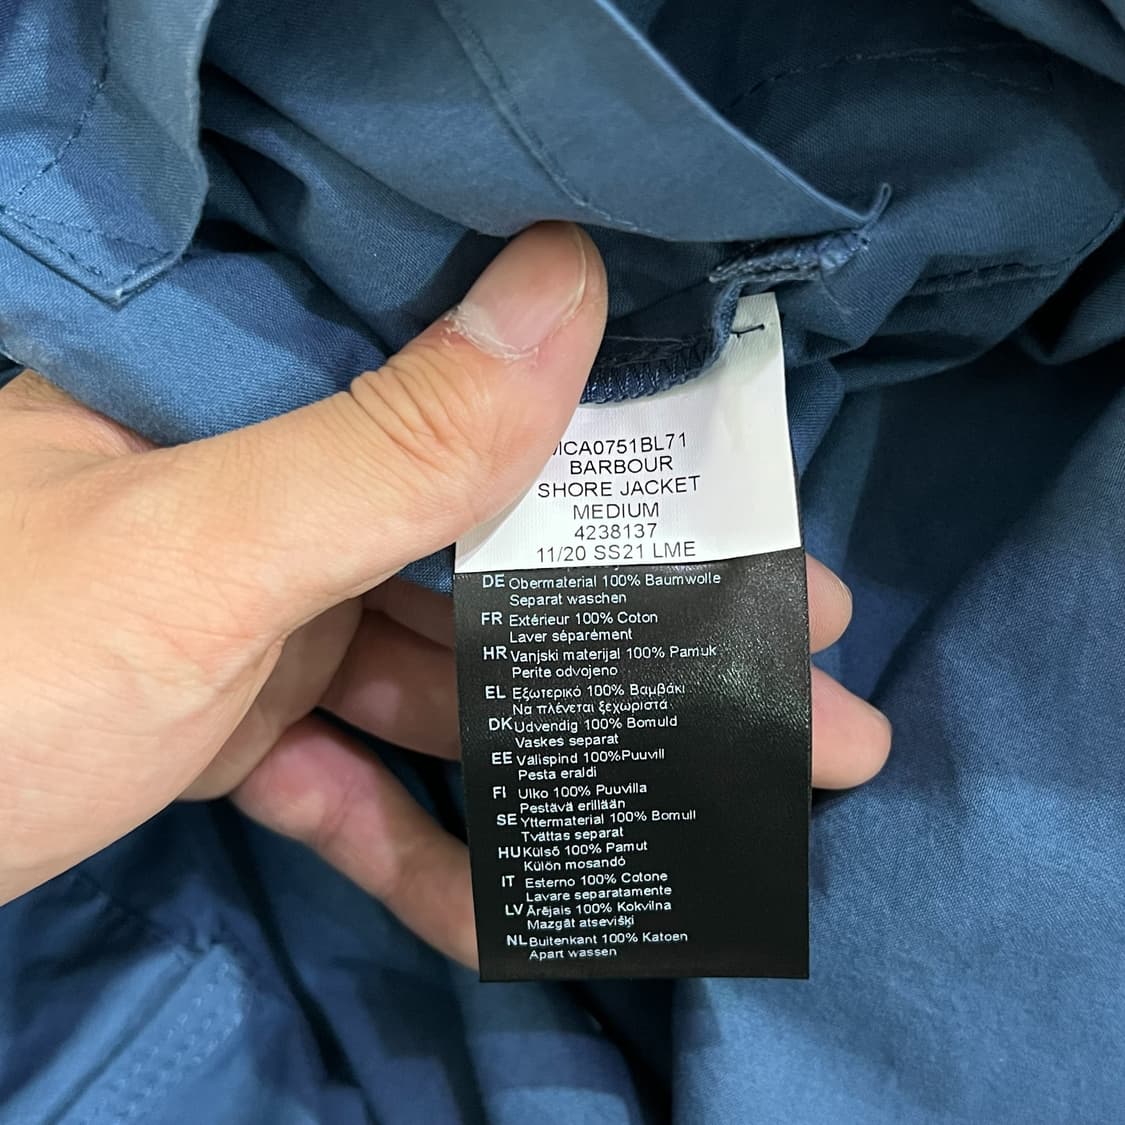 MCA0751BL71
BARBOUR
SHORE JACKET
MEDIUM
4238137
11/20 SS21 LME
DE Obermaterial 100% Baumwolle
Separat waschen
FR Extérieur 100% Coton
Laver séparément
HR Vanjski materijal 100% Pamuk
Perite odvojeno
EL Εξωτερικό 100% Βαμβάκι
Να πλένεται ξεχωριστά
DK Udvendig 100% Bomuld
Vaskes separat
EE Välispind 100%Puuvill
Pesta eraldi
FI Ulko 100% Puuvilla
Pestävä erillään
SE Yttermaterial 100% Bomull
Tvättas separat
HU Külső 100% Pamut
Külön mosandó
IT Esterno 100% Cotone
Lavare separatamente
LV Ārējais 100% Kokvilna
Mazgāt atsevišķi
NL Buitenkant 100% Katoen
Apart wassen